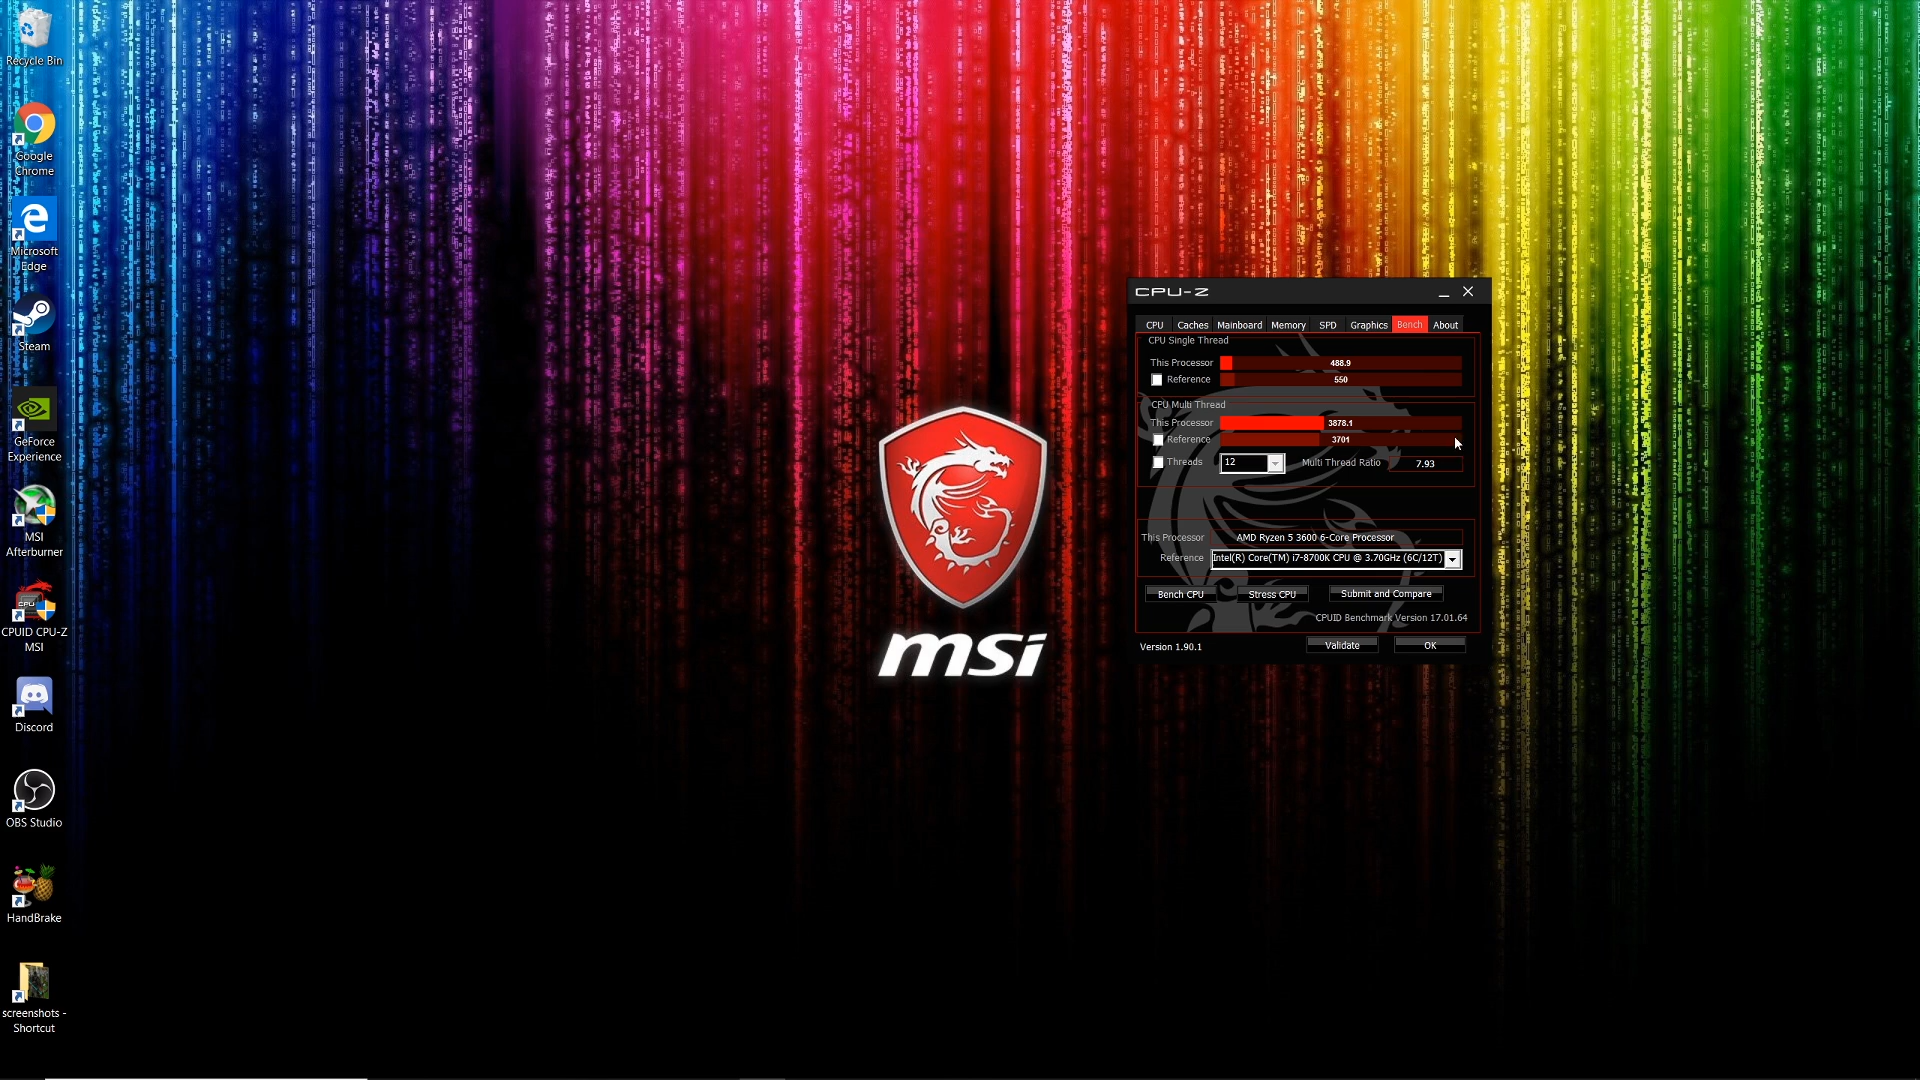 Recycle Bin
Google
Chrome
Microsoft
Edge
Steam
GeForce
Experience
MSI
Afterburner
CPU
CPUID CPU-Z
MSI
Discord
OBS Studio
HandBrake
screenshots -
Shortcut
msi
CPU-Z
CPU Caches Mainboard Memory SPD Graphics Bench About
CPU Single Thread
This Processor 488.9
Reference 550
CPU Multi Thread
This Processor 3878.1
Reference 3701
Threads 12 Multi Thread Ratio 7.93
This Processor AMD Ryzen 5 3600 6-Core Processor
Reference Intel(R) Core(TM) i7-8700K CPU @ 3.70GHz (6C/12T)
Bench CPU Stress CPU Submit and Compare
CPUID Benchmark Version 17.01.64
Version 1.90.1 Validate OK